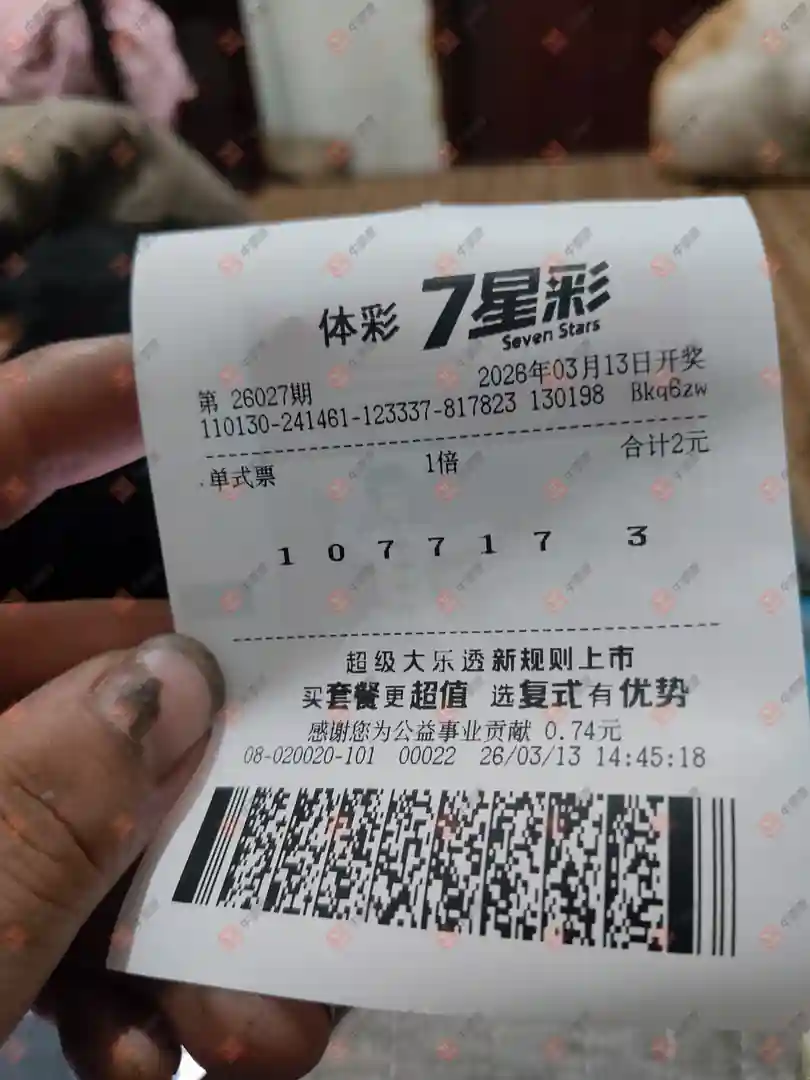 体彩 7星彩
Seven Stars
第 26027期 2026年03月13日开奖
110130-241461-123337-817823 130198 Bkq6zw
单式票 1倍 合计2元
1 0 7 7 1 7 3
超级大乐透新规则上市
买套餐更超值 选复式有优势
感谢您为公益事业贡献 0.74元
08-020020-101 00022 26/03/13 14:45:18